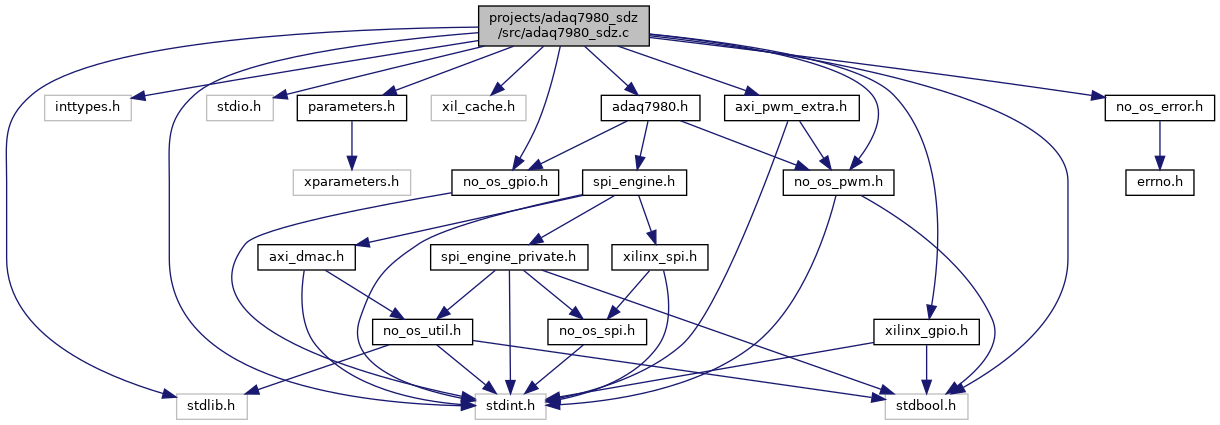 projects/adaq7980_sdz
/src/adaq7980_sdz.c
inttypes.h
stdio.h
parameters.h
xil_cache.h
adaq7980.h
axi_pwm_extra.h
no_os_error.h
xparameters.h
no_os_gpio.h
spi_engine.h
no_os_pwm.h
errno.h
axi_dmac.h
spi_engine_private.h
xilinx_spi.h
no_os_util.h
no_os_spi.h
xilinx_gpio.h
stdlib.h
stdint.h
stdbool.h